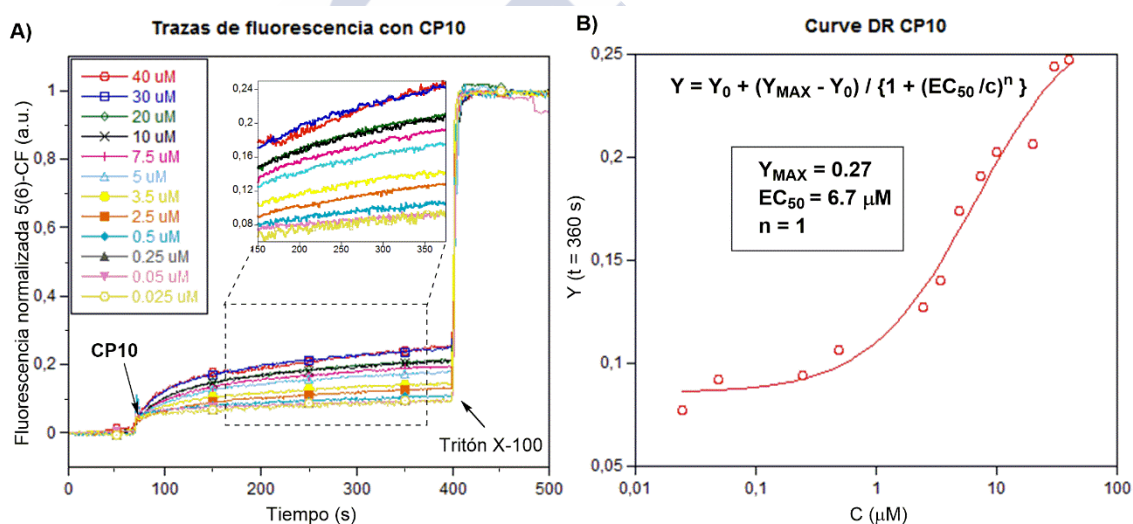 A)
Trazas de fluorescencia con CP10
Fluorescencia normalizada 5(6)-CF (a.u.)
1
0,8
0,6
0,4
0,2
0
40 uM
30 uM
20 uM
10 uM
7.5 uM
5 uM
3.5 uM
2.5 uM
0.5 uM
0.25 uM
0.05 uM
0.025 uM
0,24
0,2
0,16
0,12
0,08
150 200 250 300 350
CP10
Tritón X-100
0 100 200 300 400 500
Tiempo (s)
B)
Curve DR CP10
Y = Y0 + (YMAX - Y0) / {1 + (EC50 /c)^n }
YMAX = 0.27
EC50 = 6.7 μM
n = 1
Y (t = 360 s)
0,25
0,2
0,15
0,1
0,05
0,01 0,1 1 10 100
C (μM)